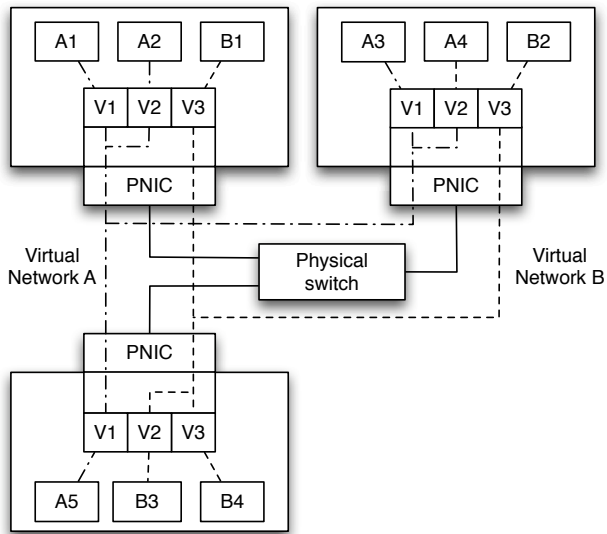 A1 A2 B1
V1 V2 V3
PNIC
A3 A4 B2
V1 V2 V3
PNIC
Virtual
Network A
Physical
switch
Virtual
Network B
PNIC
V1 V2 V3
A5 B3 B4